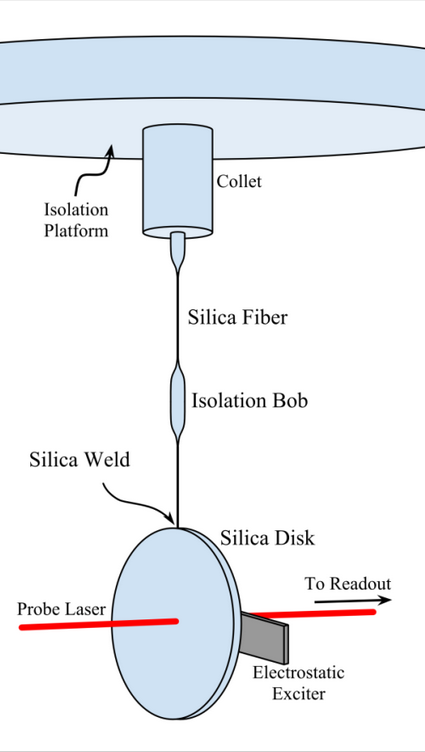 Collet
Isolation
Platform
Silica Fiber
Isolation Bob
Silica Weld
Silica Disk
To Readout
Probe Laser
Electrostatic
Exciter